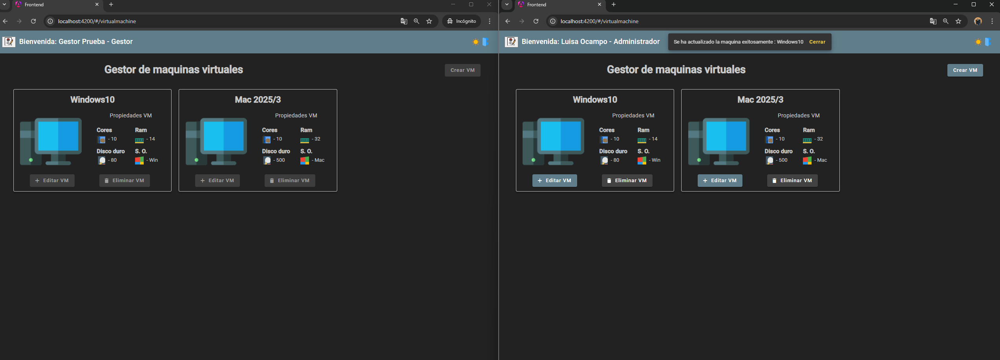 Frontend
localhost:4200/#/virtualmachine
Incógnito
Bienvenida: Gestor Prueba - Gestor
Gestor de maquinas virtuales
Crear VM
Windows10
Propiedades VM
Cores
Ram
- 10
- 14
Disco duro
S. O.
- 80
- Win
Editar VM
Eliminar VM
Mac 2025/3
Propiedades VM
Cores
Ram
- 10
- 32
Disco duro
S. O.
- 500
- Mac
Editar VM
Eliminar VM
Frontend
localhost:4200/#/virtualmachine
Bienvenida: Luisa Ocampo - Administrador
Se ha actualizado la maquina exitosamente : Windows10 Cerrar
Gestor de maquinas virtuales
Crear VM
Windows10
Propiedades VM
Cores
Ram
- 10
- 14
Disco duro
S. O.
- 80
- Win
Editar VM
Eliminar VM
Mac 2025/3
Propiedades VM
Cores
Ram
- 10
- 32
Disco duro
S. O.
- 500
- Mac
Editar VM
Eliminar VM